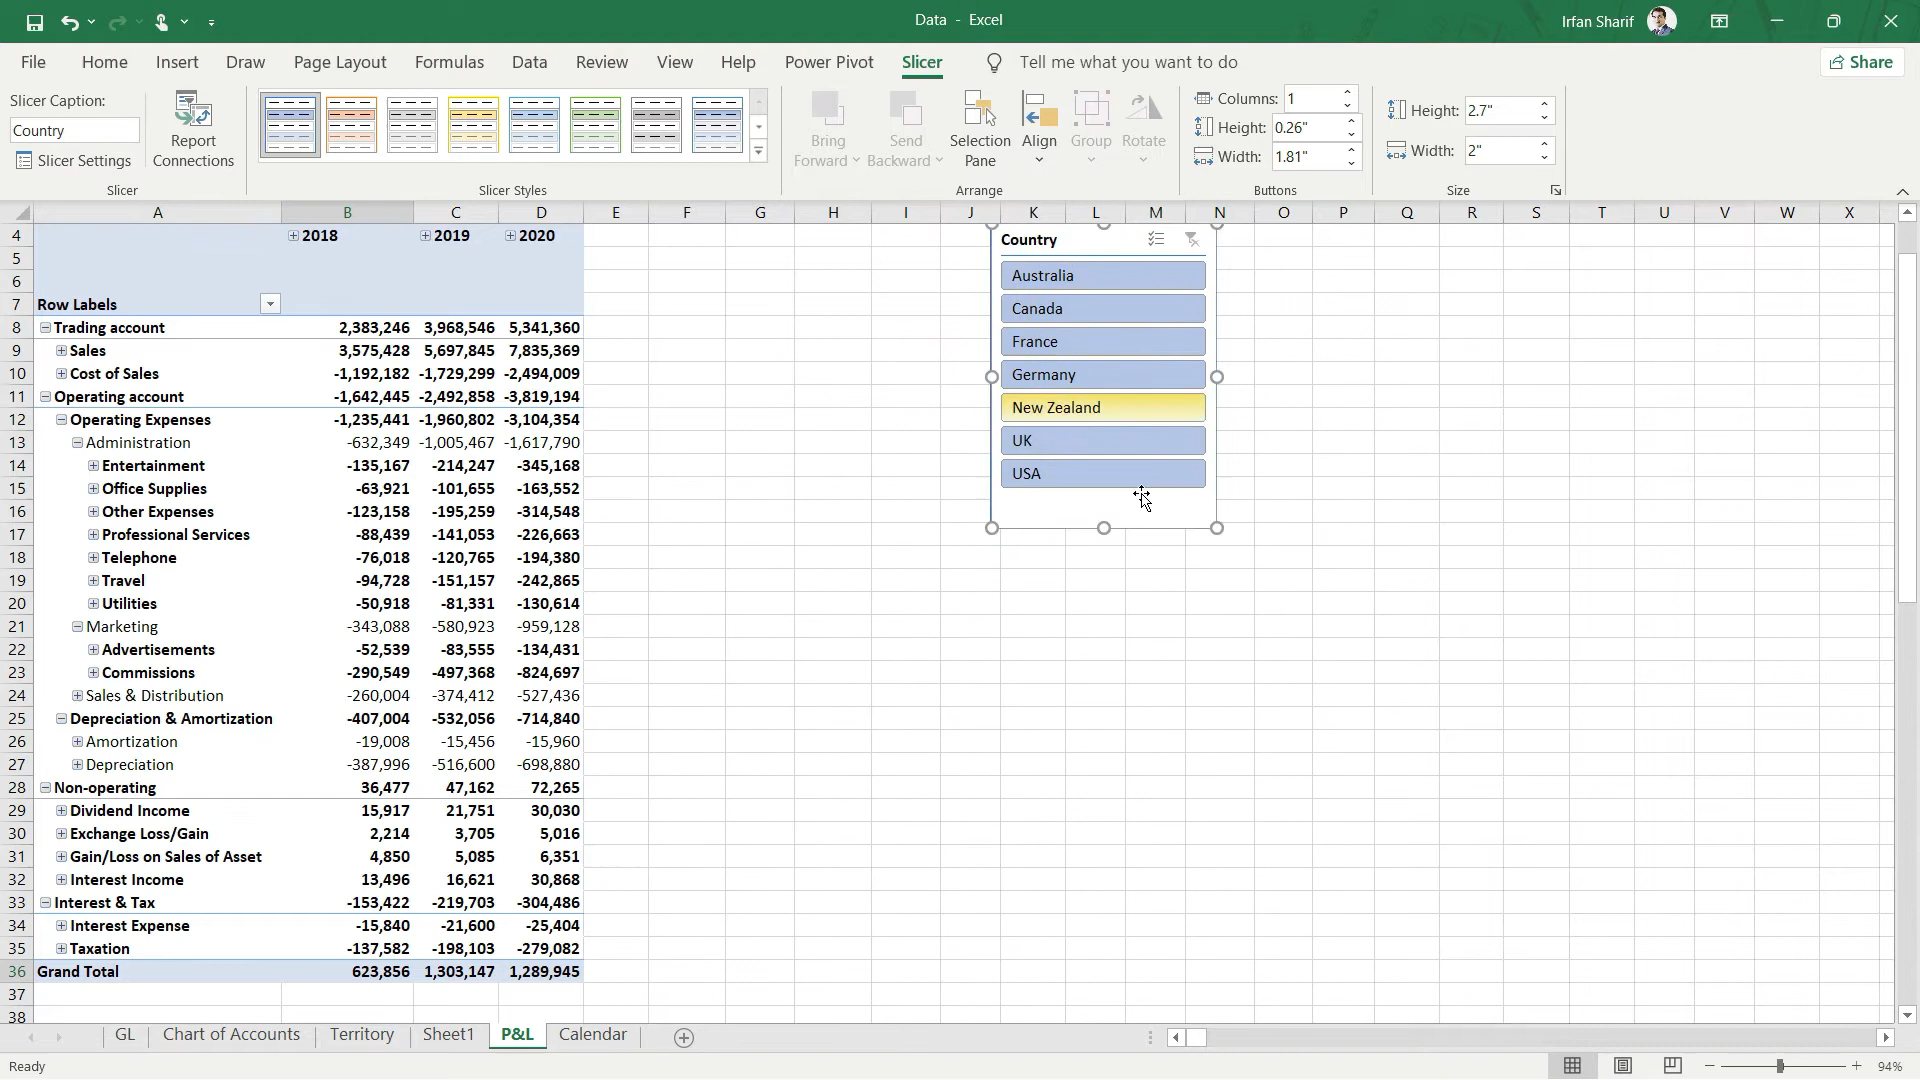 Data - Excel
Irfan Sharif
File Home Insert Draw Page Layout Formulas Data Review View Help Power Pivot Slicer Tell me what you want to do Share
Slicer Caption:
Country
Slicer Settings
Report
Connections
Slicer
Slicer Styles
Bring
Forward
Send
Backward
Selection
Pane
Align
Group
Rotate
Arrange
Columns: 1
Height: 0.26"
Width: 1.81"
Buttons
Height: 2.7"
Width: 2"
Size
A B C D E F G H I J K L M N O P Q R S T U V W X
4 2018 2019 2020
5
6
7 Row Labels
8 Trading account 2,383,246 3,968,546 5,341,360
9 Sales 3,575,428 5,697,845 7,835,369
10 Cost of Sales -1,192,182 -1,729,299 -2,494,009
11 Operating account -1,642,445 -2,492,858 -3,819,194
12 Operating Expenses -1,235,441 -1,960,802 -3,104,354
13 Administration -632,349 -1,005,467 -1,617,790
14 Entertainment -135,167 -214,247 -345,168
15 Office Supplies -63,921 -101,655 -163,552
16 Other Expenses -123,158 -195,259 -314,548
17 Professional Services -88,439 -141,053 -226,663
18 Telephone -76,018 -120,765 -194,380
19 Travel -94,728 -151,157 -242,865
20 Utilities -50,918 -81,331 -130,614
21 Marketing -343,088 -580,923 -959,128
22 Advertisements -52,539 -83,555 -134,431
23 Commissions -290,549 -497,368 -824,697
24 Sales & Distribution -260,004 -374,412 -527,436
25 Depreciation & Amortization -407,004 -532,056 -714,840
26 Amortization -19,008 -15,456 -15,960
27 Depreciation -387,996 -516,600 -698,880
28 Non-operating 36,477 47,162 72,265
29 Dividend Income 15,917 21,751 30,030
30 Exchange Loss/Gain 2,214 3,705 5,016
31 Gain/Loss on Sales of Asset 4,850 5,085 6,351
32 Interest Income 13,496 16,621 30,868
33 Interest & Tax -153,422 -219,703 -304,486
34 Interest Expense -15,840 -21,600 -25,404
35 Taxation -137,582 -198,103 -279,082
36 Grand Total 623,856 1,303,147 1,289,945
37
38
Country
Australia
Canada
France
Germany
New Zealand
UK
USA
GL Chart of Accounts Territory Sheet1 P&L Calendar
Ready
94%